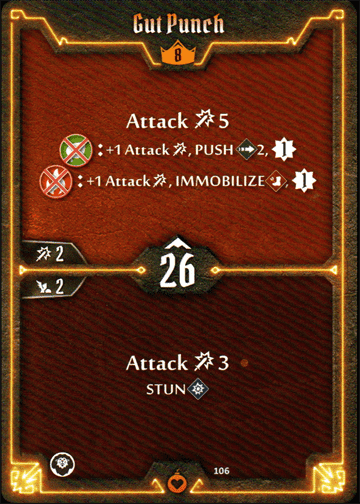 Gut Punch
8
Attack 5
: +1 Attack, PUSH 2, 1
: +1 Attack, IMMOBILIZE, 1
2
26
2
Attack 3
STUN
106